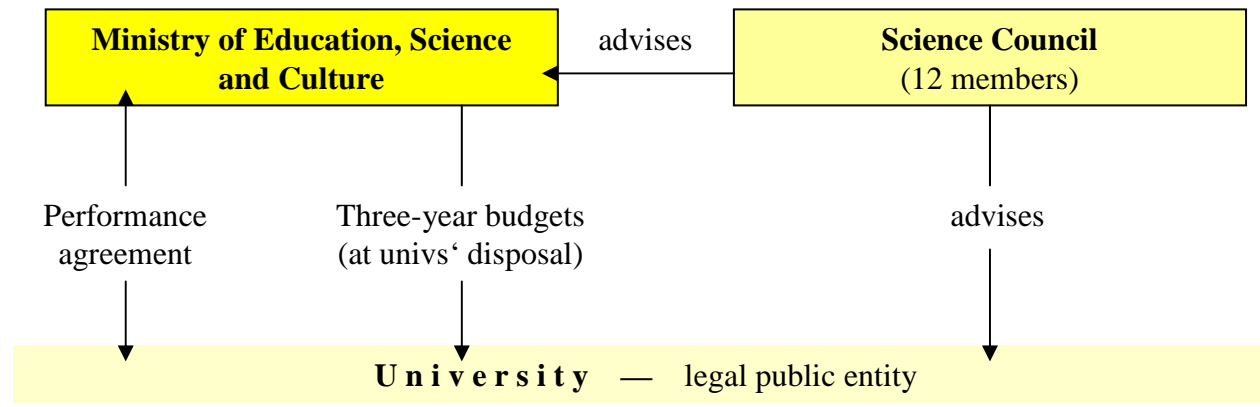 Ministry of Education, Science
and Culture
advises
Science Council
(12 members)
Performance
agreement
Three-year budgets
(at univs‘ disposal)
advises
U n i v e r s i t y — legal public entity